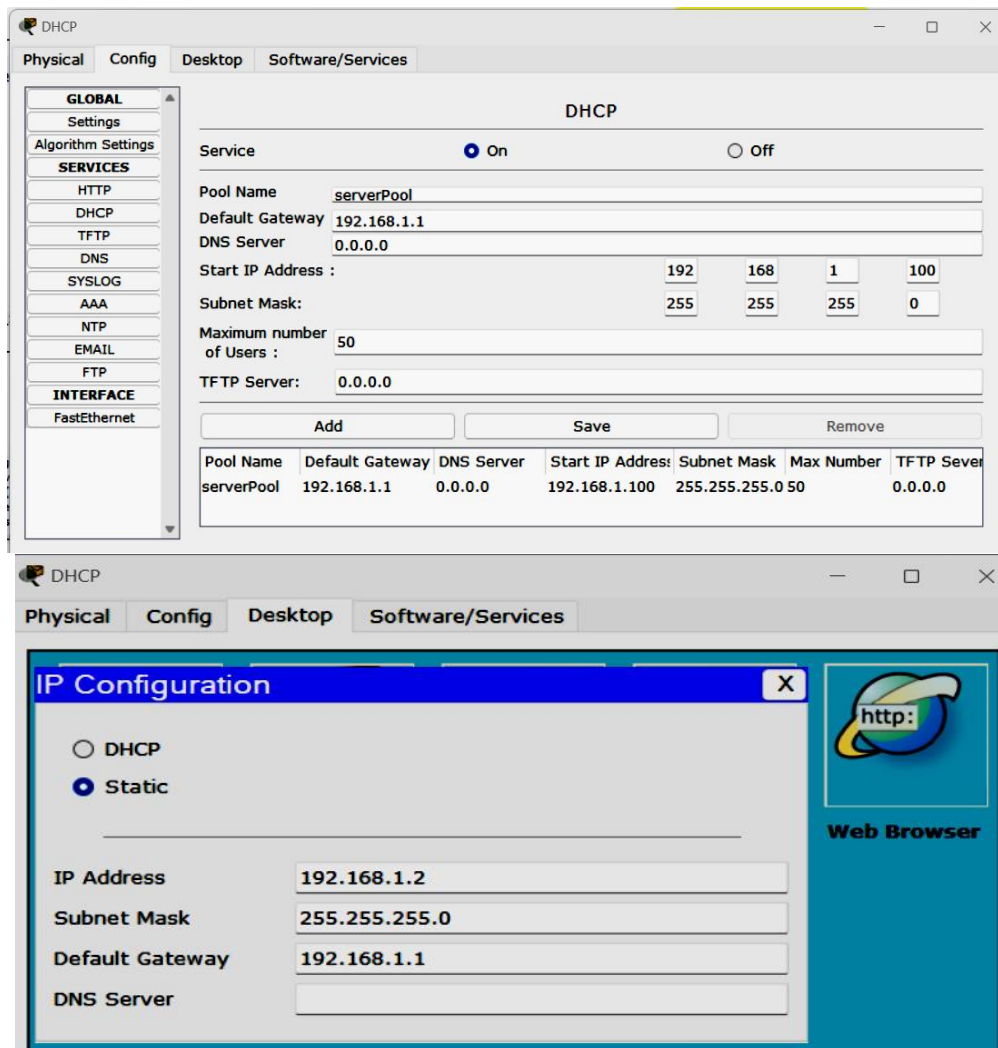 DHCP
Physical Config Desktop Software/Services
GLOBAL
Settings
Algorithm Settings
SERVICES
HTTP
DHCP
TFTP
DNS
SYSLOG
AAA
NTP
EMAIL
FTP
INTERFACE
FastEthernet
DHCP
Service On Off
Pool Name serverPool
Default Gateway 192.168.1.1
DNS Server 0.0.0.0
Start IP Address : 192 168 1 100
Subnet Mask: 255 255 255 0
Maximum number
of Users : 50
TFTP Server: 0.0.0.0
Add Save Remove
Pool Name Default Gateway DNS Server Start IP Addres Subnet Mask Max Number TFTP Sever
serverPool 192.168.1.1 0.0.0.0 192.168.1.100 255.255.255.0 50 0.0.0.0
DHCP
Physical Config Desktop Software/Services
IP Configuration X
DHCP
Static
IP Address 192.168.1.2
Subnet Mask 255.255.255.0
Default Gateway 192.168.1.1
DNS Server
http:
Web Browser